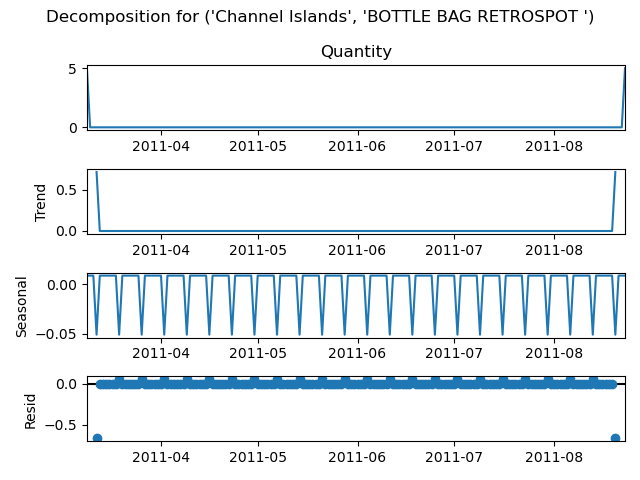 Decomposition for ('Channel Islands', 'BOTTLE BAG RETROSPOT ')
Quantity
5
0
2011-04 2011-05 2011-06 2011-07 2011-08
Trend
0.5
0.0
2011-04 2011-05 2011-06 2011-07 2011-08
Seasonal
0.00
−0.05
2011-04 2011-05 2011-06 2011-07 2011-08
Resid
0.0
−0.5
2011-04 2011-05 2011-06 2011-07 2011-08